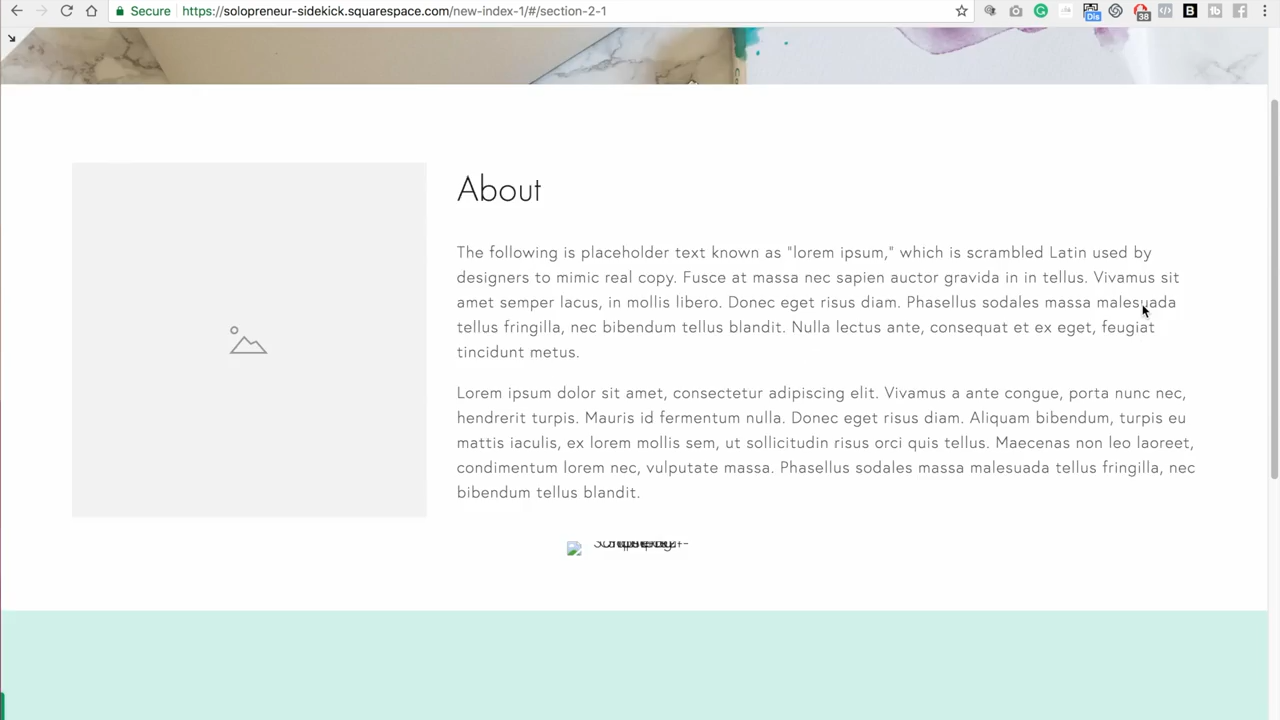 Secure
https://solopreneur-sidekick.squarespace.com/new-index-1/#/section-2-1
Dis
38
B
About
The following is placeholder text known as "lorem ipsum," which is scrambled Latin used by
designers to mimic real copy. Fusce at massa nec sapien auctor gravida in in tellus. Vivamus sit
amet semper lacus, in mollis libero. Donec eget risus diam. Phasellus sodales massa malesuada
tellus fringilla, nec bibendum tellus blandit. Nulla lectus ante, consequat et ex eget, feugiat
tincidunt metus.
Lorem ipsum dolor sit amet, consectetur adipiscing elit. Vivamus a ante congue, porta nunc nec,
hendrerit turpis. Mauris id fermentum nulla. Donec eget risus diam. Aliquam bibendum, turpis eu
mattis iaculis, ex lorem mollis sem, ut sollicitudin risus orci quis tellus. Maecenas non leo laoreet,
condimentum lorem nec, vulputate massa. Phasellus sodales massa malesuada tellus fringilla, nec
bibendum tellus blandit.